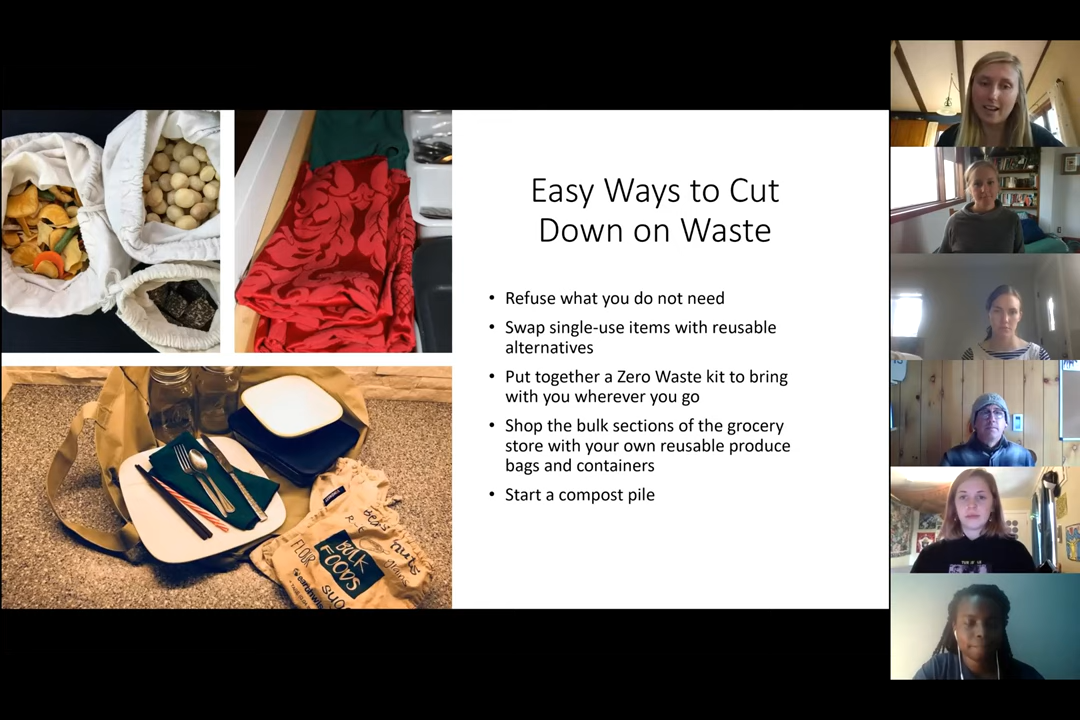 Easy Ways to Cut
Down on Waste
• Refuse what you do not need
• Swap single-use items with reusable
alternatives
• Put together a Zero Waste kit to bring
with you wherever you go
• Shop the bulk sections of the grocery
store with your own reusable produce
bags and containers
• Start a compost pile
nuts
FLOUR
BULK
FOODS